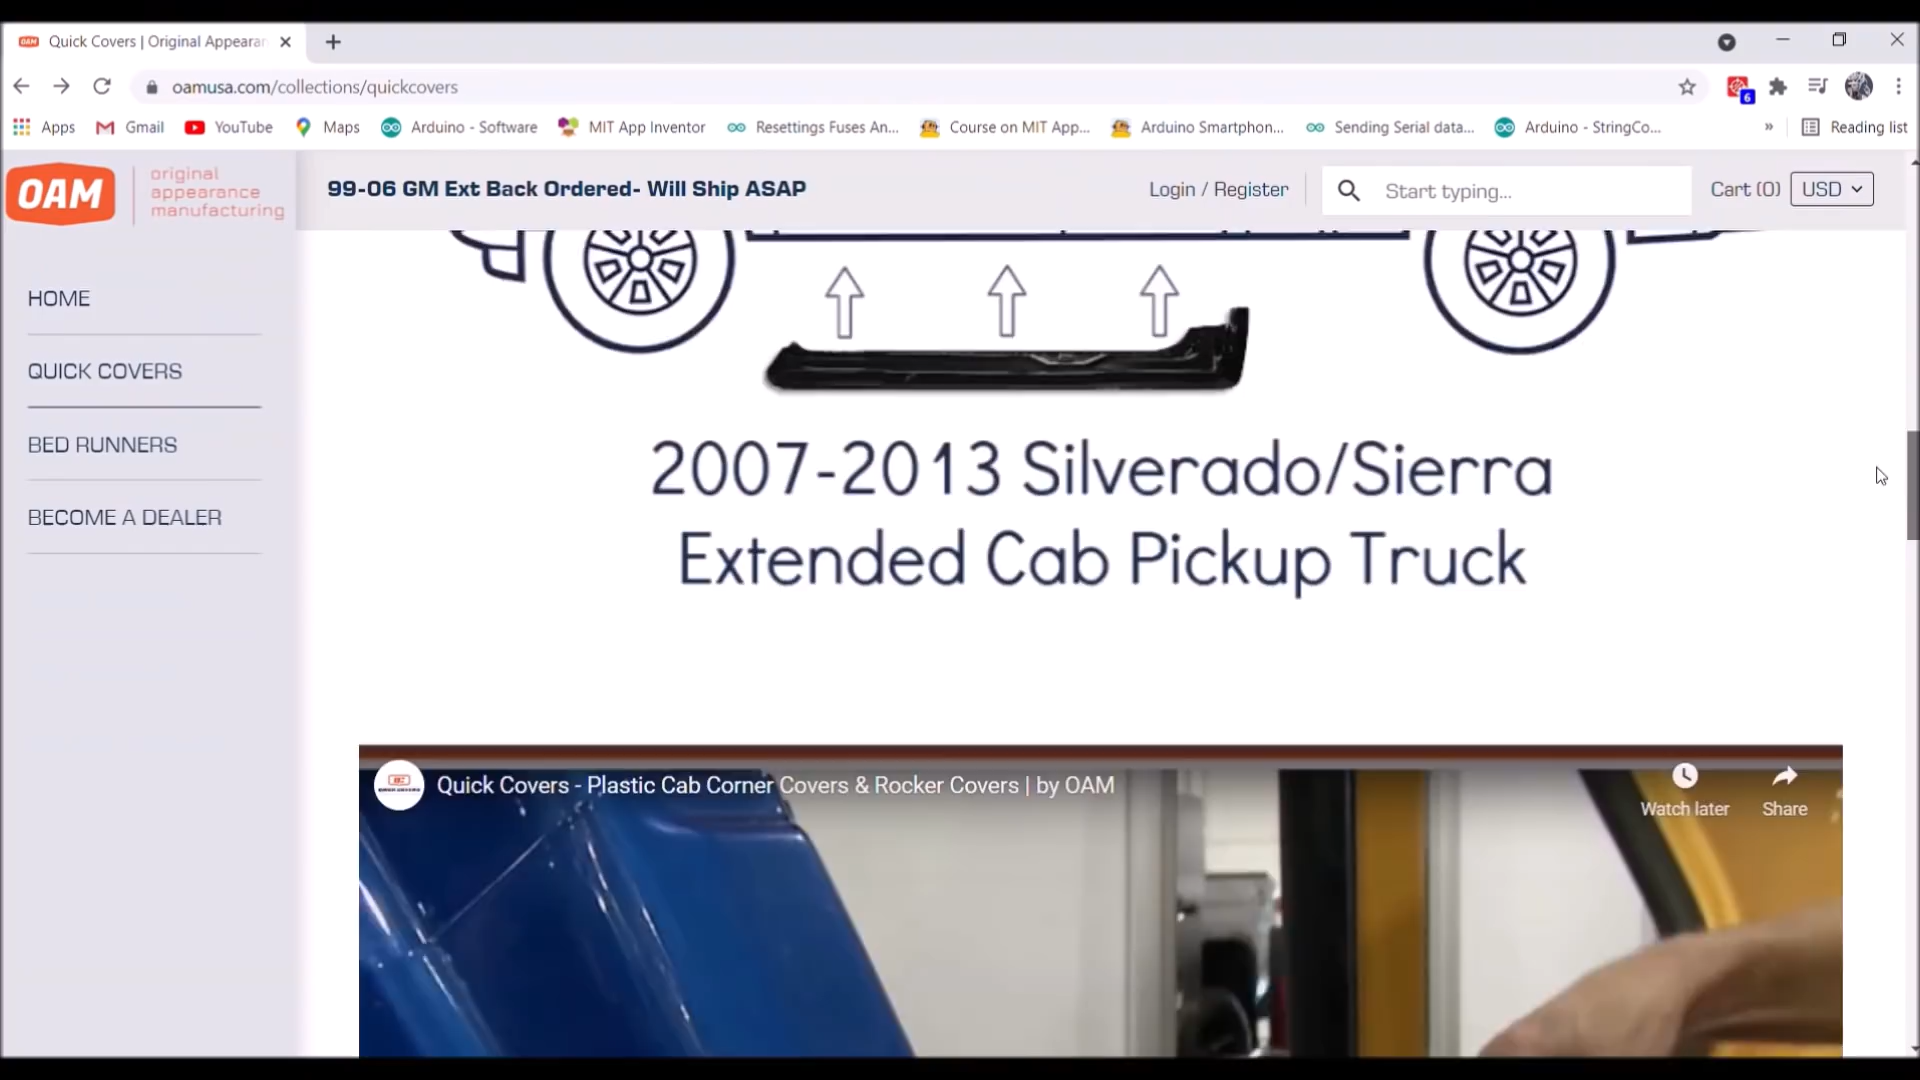 OAM Quick Covers | Original Appearan
oamusa.com/collections/quickcovers
6
Apps Gmail YouTube Maps Arduino - Software MIT App Inventor Resettings Fuses An... Course on MIT App... Arduino Smartphon... Sending Serial data... Arduino - StringCo... » Reading list
OAM
original
appearance
manufacturing
99-06 GM Ext Back Ordered- Will Ship ASAP
Login / Register
Start typing...
Cart (0)
USD
HOME
QUICK COVERS
BED RUNNERS
BECOME A DEALER
2007-2013 Silverado/Sierra
Extended Cab Pickup Truck
Quick Covers - Plastic Cab Corner Covers & Rocker Covers | by OAM
Watch later
Share